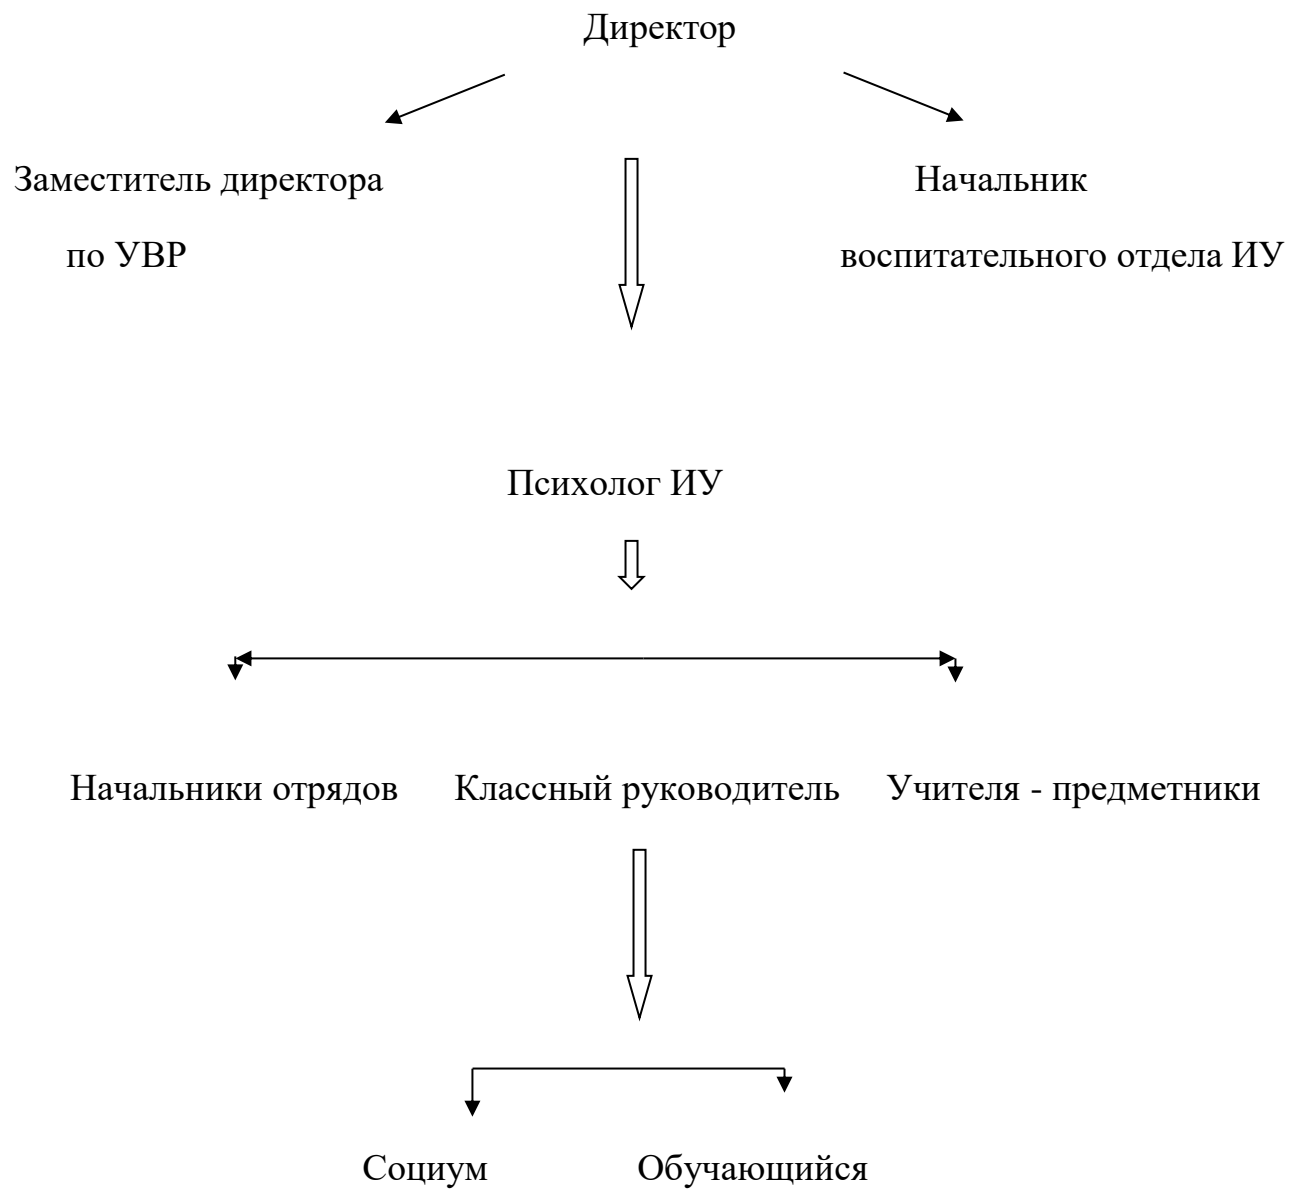 Директор
Заместитель директора
по УВР
Начальник
воспитательного отдела ИУ
Психолог ИУ
Начальники отрядов
Классный руководитель
Учителя - предметники
Социум
Обучающийся